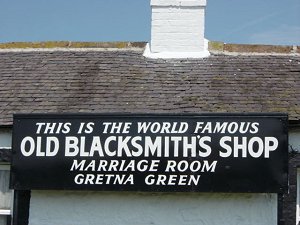 THIS IS THE WORLD FAMOUS
OLD BLACKSMITH'S SHOP
MARRIAGE ROOM
GRETNA GREEN